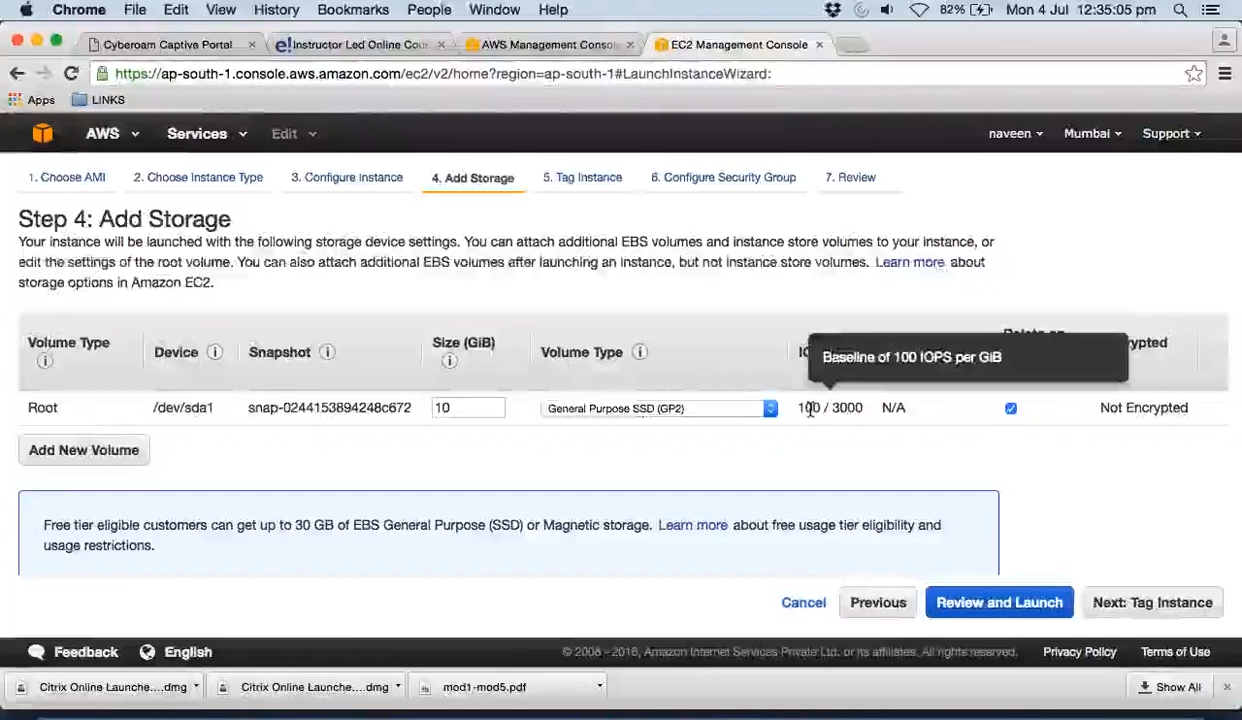 Chrome File Edit View History Bookmarks People Window Help 82% Mon 4 Jul 12:35:05 pm
Cyberoam Captive Portal × e! Instructor Led Online Cou × AWS Management Conso × EC2 Management Console ×
https://ap-south-1.console.aws.amazon.com/ec2/v2/home?region=ap-south-1#LaunchInstanceWizard:
Apps LINKS
AWS Services Edit naveen Mumbai Support
1. Choose AMI 2. Choose Instance Type 3. Configure Instance 4. Add Storage 5. Tag Instance 6. Configure Security Group 7. Review
Step 4: Add Storage
Your instance will be launched with the following storage device settings. You can attach additional EBS volumes and instance store volumes to your instance, or
edit the settings of the root volume. You can also attach additional EBS volumes after launching an instance, but not instance store volumes. Learn more about
storage options in Amazon EC2.
Volume Type Device Snapshot Size (GiB) Volume Type
Baseline of 100 IOPS per GiB
Root /dev/sda1 snap-0244153894248c672 10 General Purpose SSD (GP2) 100 / 3000 N/A Not Encrypted
Add New Volume
Free tier eligible customers can get up to 30 GB of EBS General Purpose (SSD) or Magnetic storage. Learn more about free usage tier eligibility and
usage restrictions.
Cancel Previous Review and Launch Next: Tag Instance
Feedback English © 2008 - 2016, Amazon Internet Services Private Ltd. or its affiliates. All rights reserved. Privacy Policy Terms of Use
Citrix Online Launche....dmg Citrix Online Launche....dmg mod1-mod5.pdf Show All ×